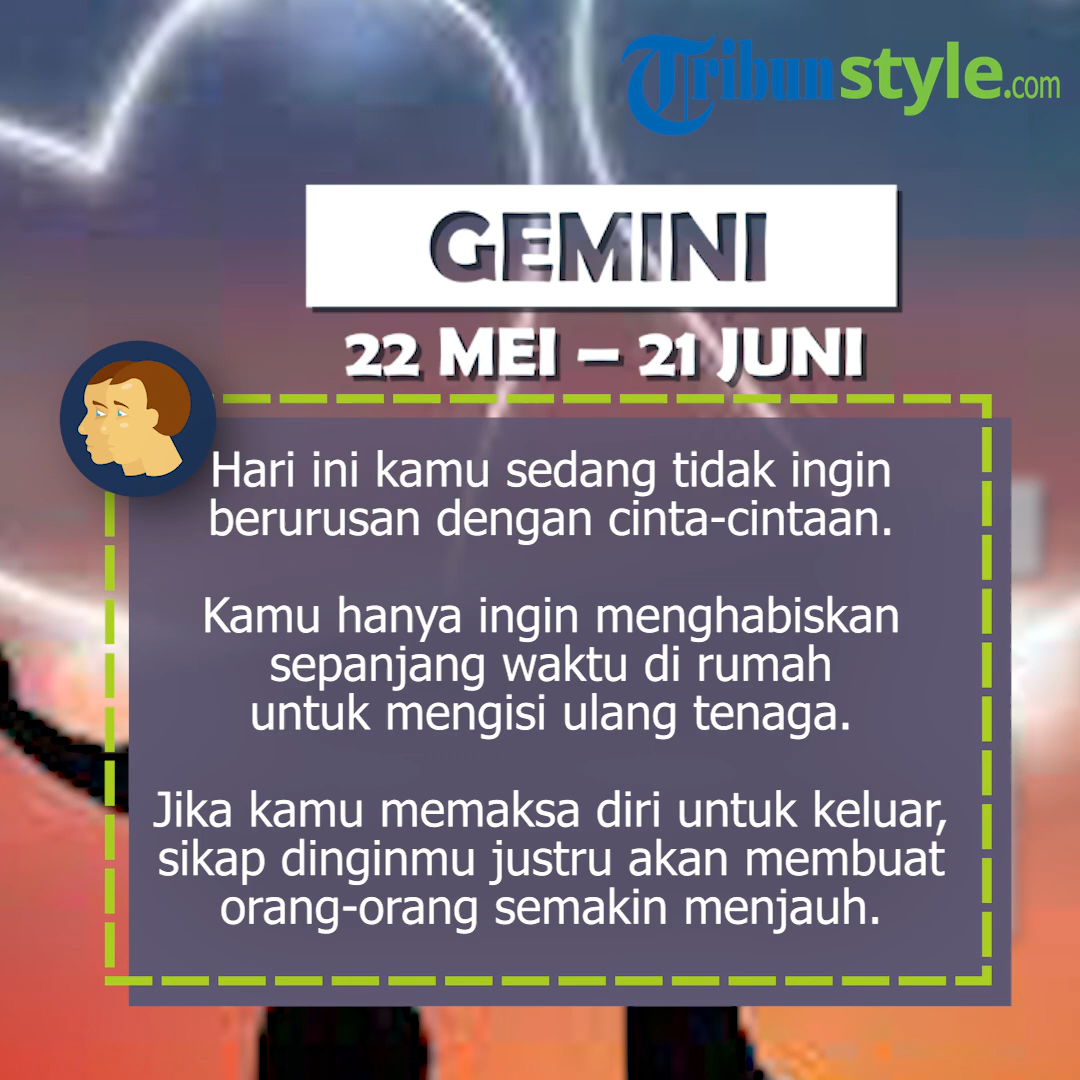 Tribunstyle.com
GEMINI
22 MEI – 21 JUNI
Hari ini kamu sedang tidak ingin
berurusan dengan cinta-cintaan.
Kamu hanya ingin menghabiskan
sepanjang waktu di rumah
untuk mengisi ulang tenaga.
Jika kamu memaksa diri untuk keluar,
sikap dinginmu justru akan membuat
orang-orang semakin menjauh.